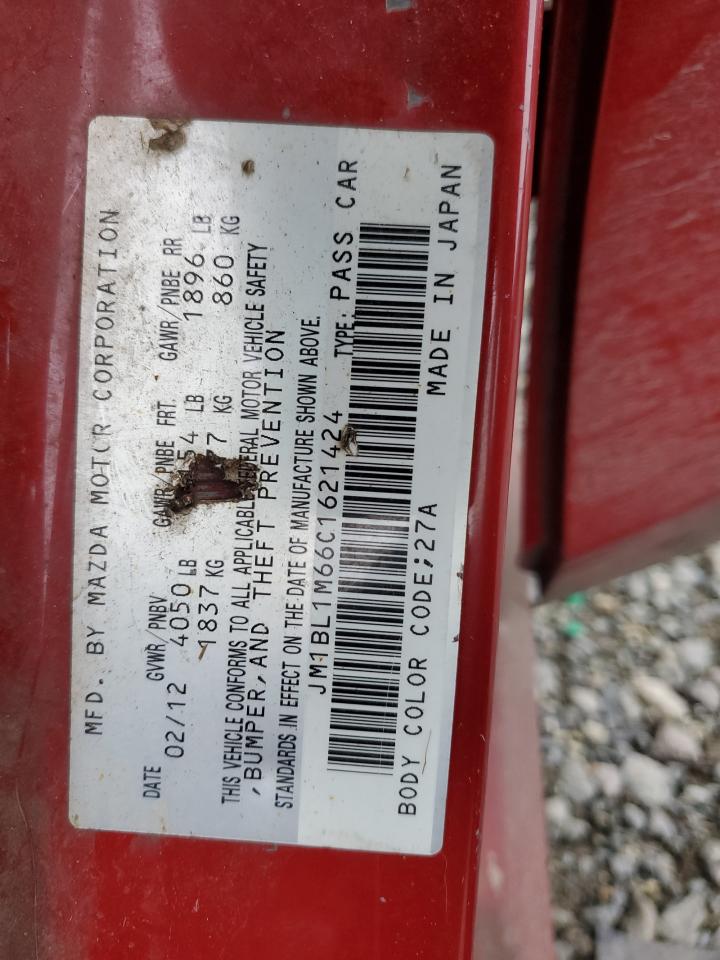 MFD. BY MAZDA MOTOR CORPORATION
DATE GVWR/PNBV GAWR/PNBE FRT. GAWR/PNBE RR
02/12 4050 LB LB 1896 LB
1837 KG KG 860 KG
THIS VEHICLE CONFORMS TO ALL APPLICABLE FEDERAL MOTOR VEHICLE SAFETY
,BUMPER,AND THEFT PREVENTION
STANDARDS IN EFFECT ON THE DATE OF MANUFACTURE SHOWN ABOVE.
JM1BL1M66C1621424 TYPE: PASS CAR
BODY COLOR CODE;27A MADE IN JAPAN